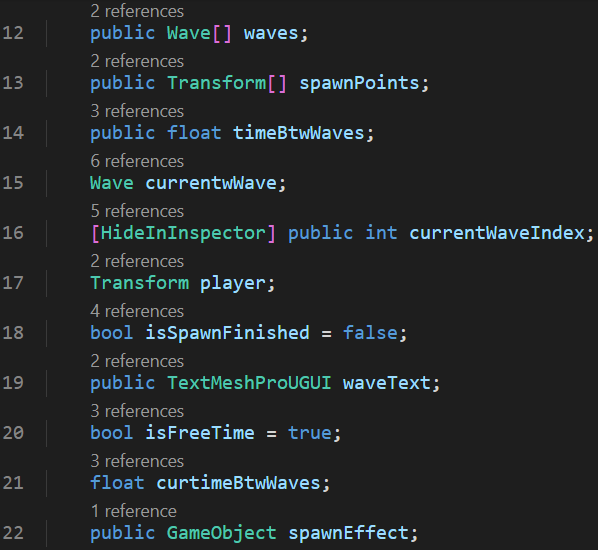 2 references
12 public Wave[] waves;
2 references
13 public Transform[] spawnPoints;
3 references
14 public float timeBtwWaves;
6 references
15 Wave currentwWave;
5 references
16 [HideInInspector] public int currentWaveIndex;
2 references
17 Transform player;
4 references
18 bool isSpawnFinished = false;
2 references
19 public TextMeshProUGUI waveText;
3 references
20 bool isFreeTime = true;
3 references
21 float curtimeBtwWaves;
1 reference
22 public GameObject spawnEffect;